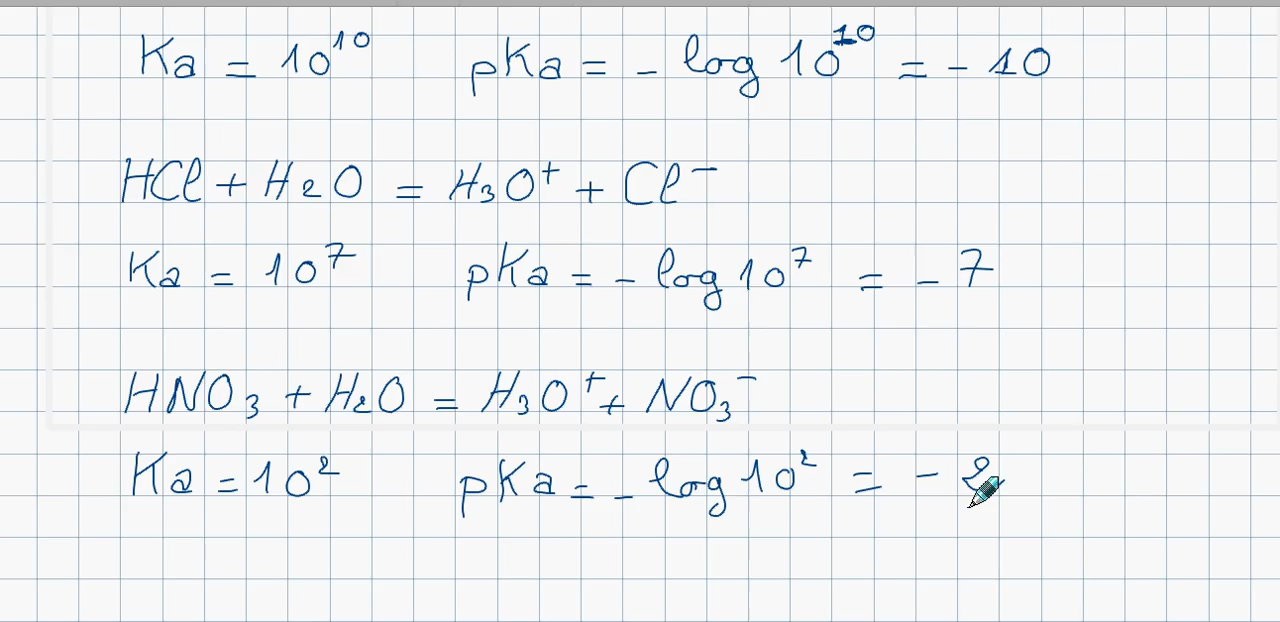 Ka = 10¹⁰ pKa = - log 10¹⁰ = - 10
HCl + H₂O = H₃O⁺ + Cl⁻
Ka = 10⁷ pKa = - log 10⁷ = - 7
HNO₃ + H₂O = H₃O⁺ + NO₃⁻
Ka = 10² pKa = - log 10² = - 2